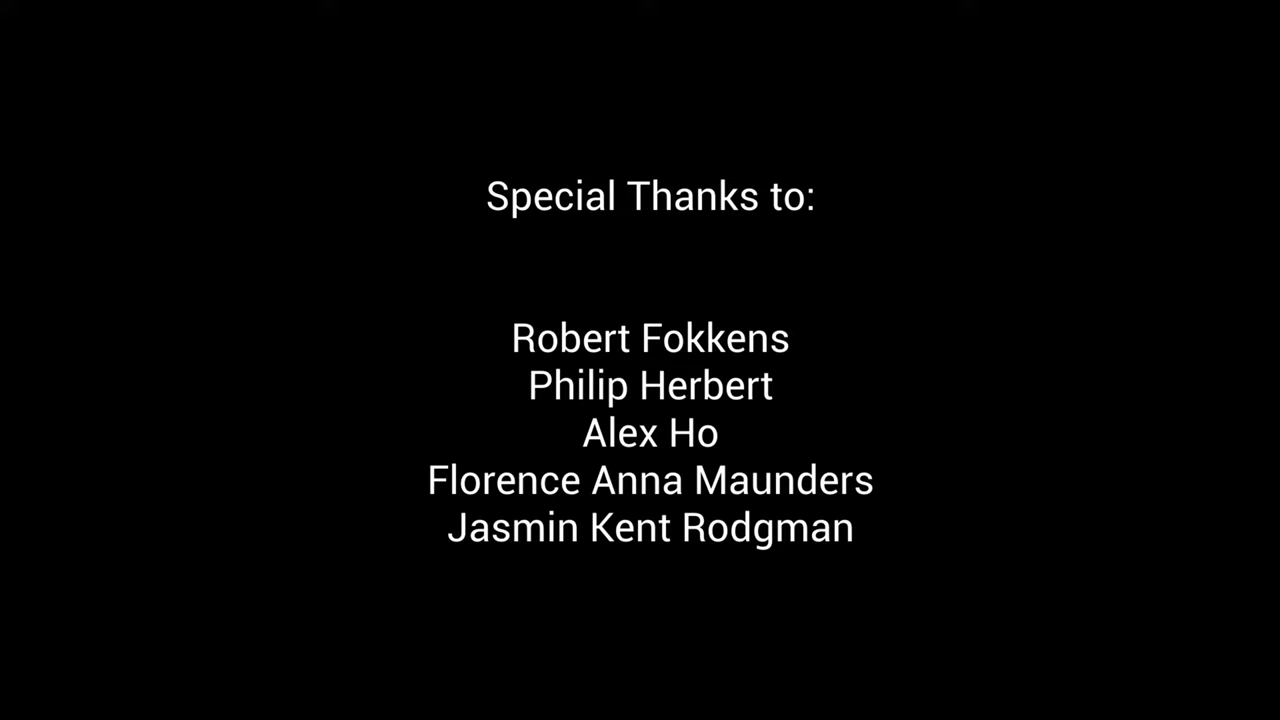 Special Thanks to:
Robert Fokkens
Philip Herbert
Alex Ho
Florence Anna Maunders
Jasmin Kent Rodgman